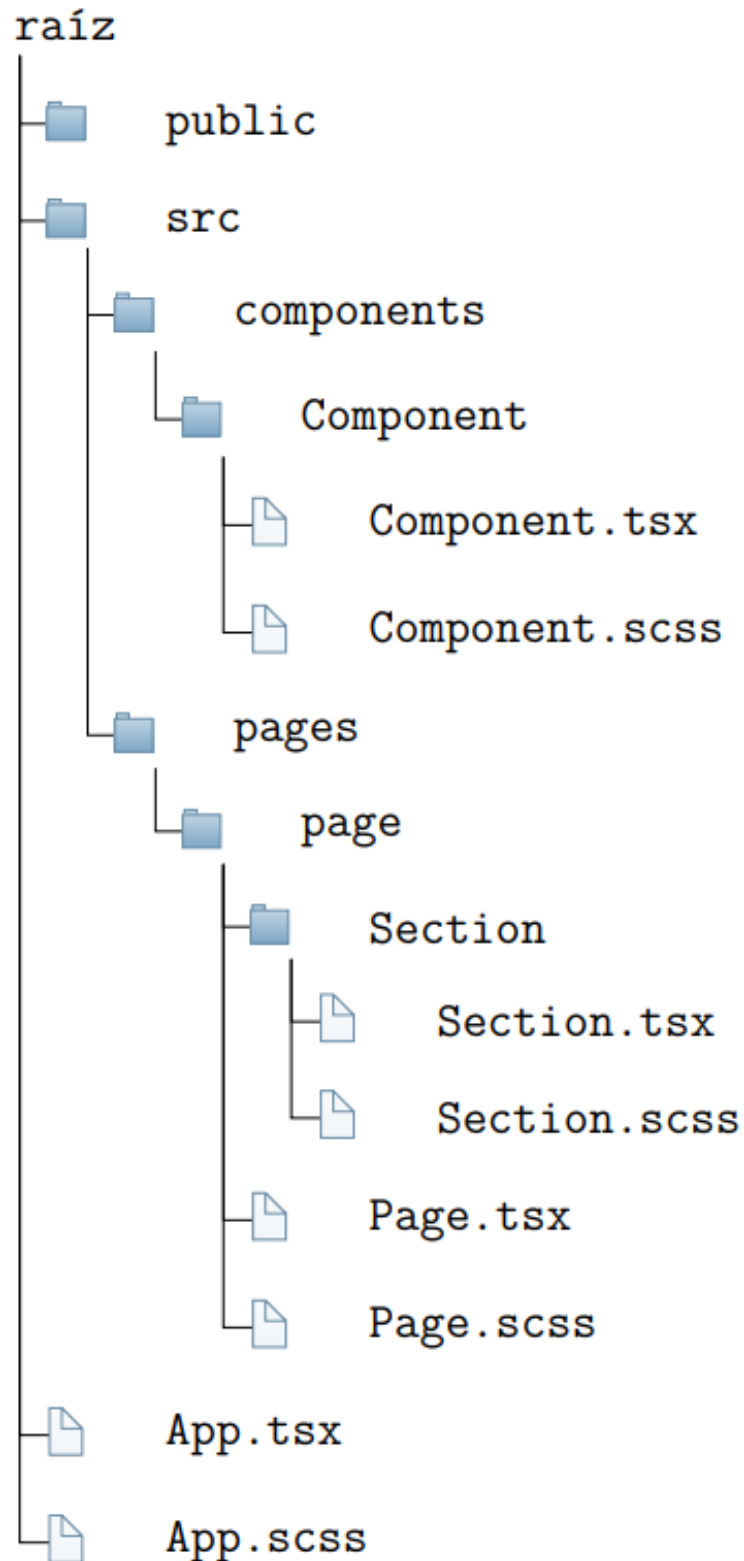 raíz
public
src
components
Component
Component.tsx
Component.scss
pages
page
Section
Section.tsx
Section.scss
Page.tsx
Page.scss
App.tsx
App.scss